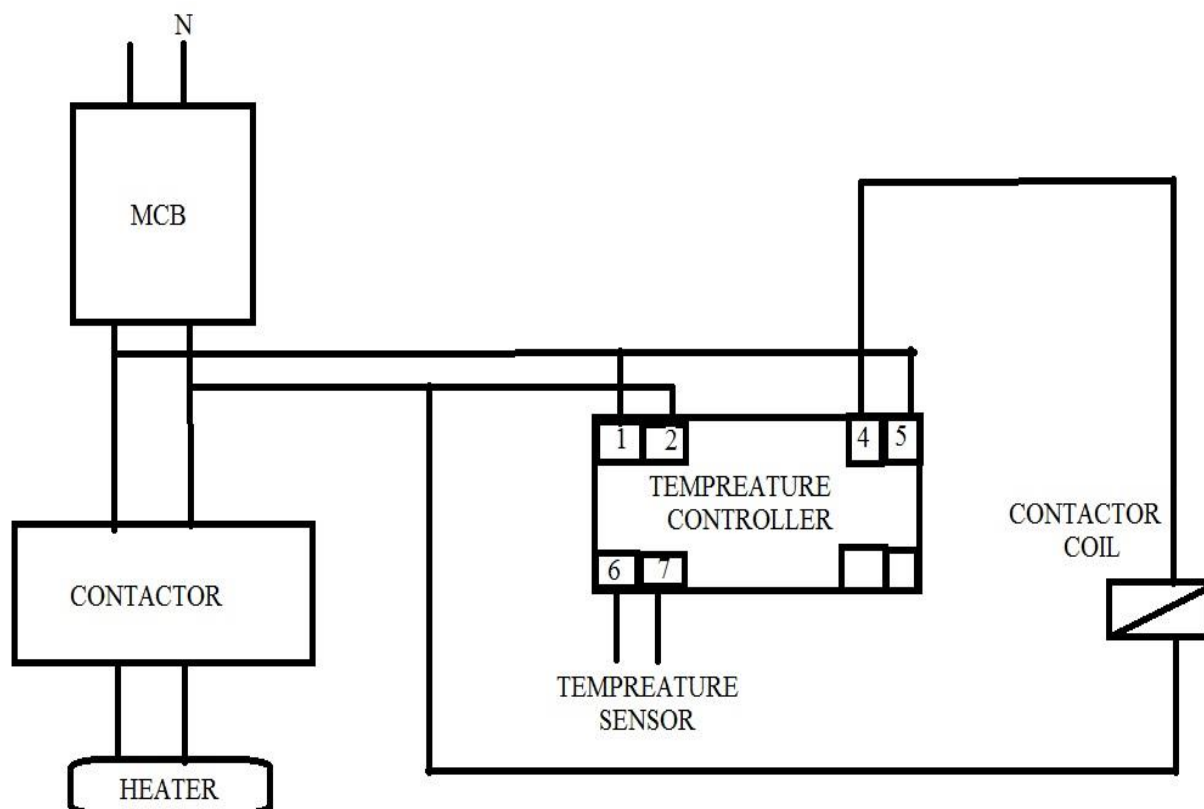 N
MCB
1
2
4
5
TEMPREATURE
CONTROLLER
CONTACTOR
COIL
6
7
CONTACTOR
TEMPREATURE
SENSOR
HEATER